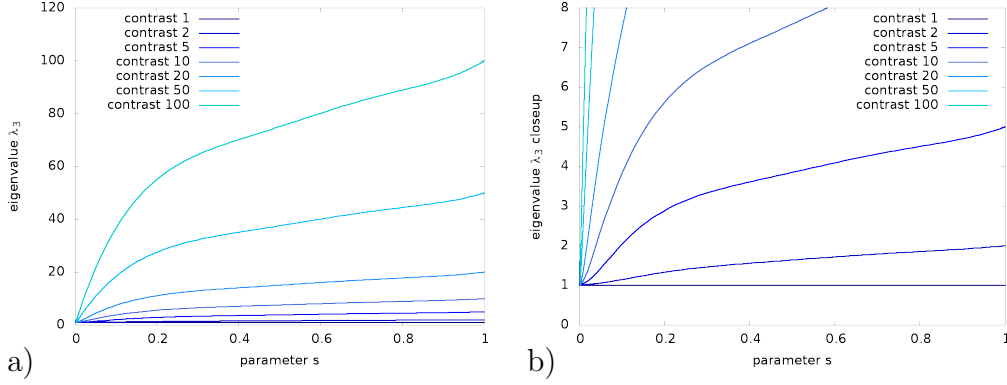 120
100
80
60
40
20
0
eigenvalue λ3
contrast 1
contrast 2
contrast 5
contrast 10
contrast 20
contrast 50
contrast 100
0 0.2 0.4 0.6 0.8 1
parameter s
a)
8
7
6
5
4
3
2
1
0
eigenvalue λ3 closeup
contrast 1
contrast 2
contrast 5
contrast 10
contrast 20
contrast 50
contrast 100
0 0.2 0.4 0.6 0.8 1
parameter s
b)